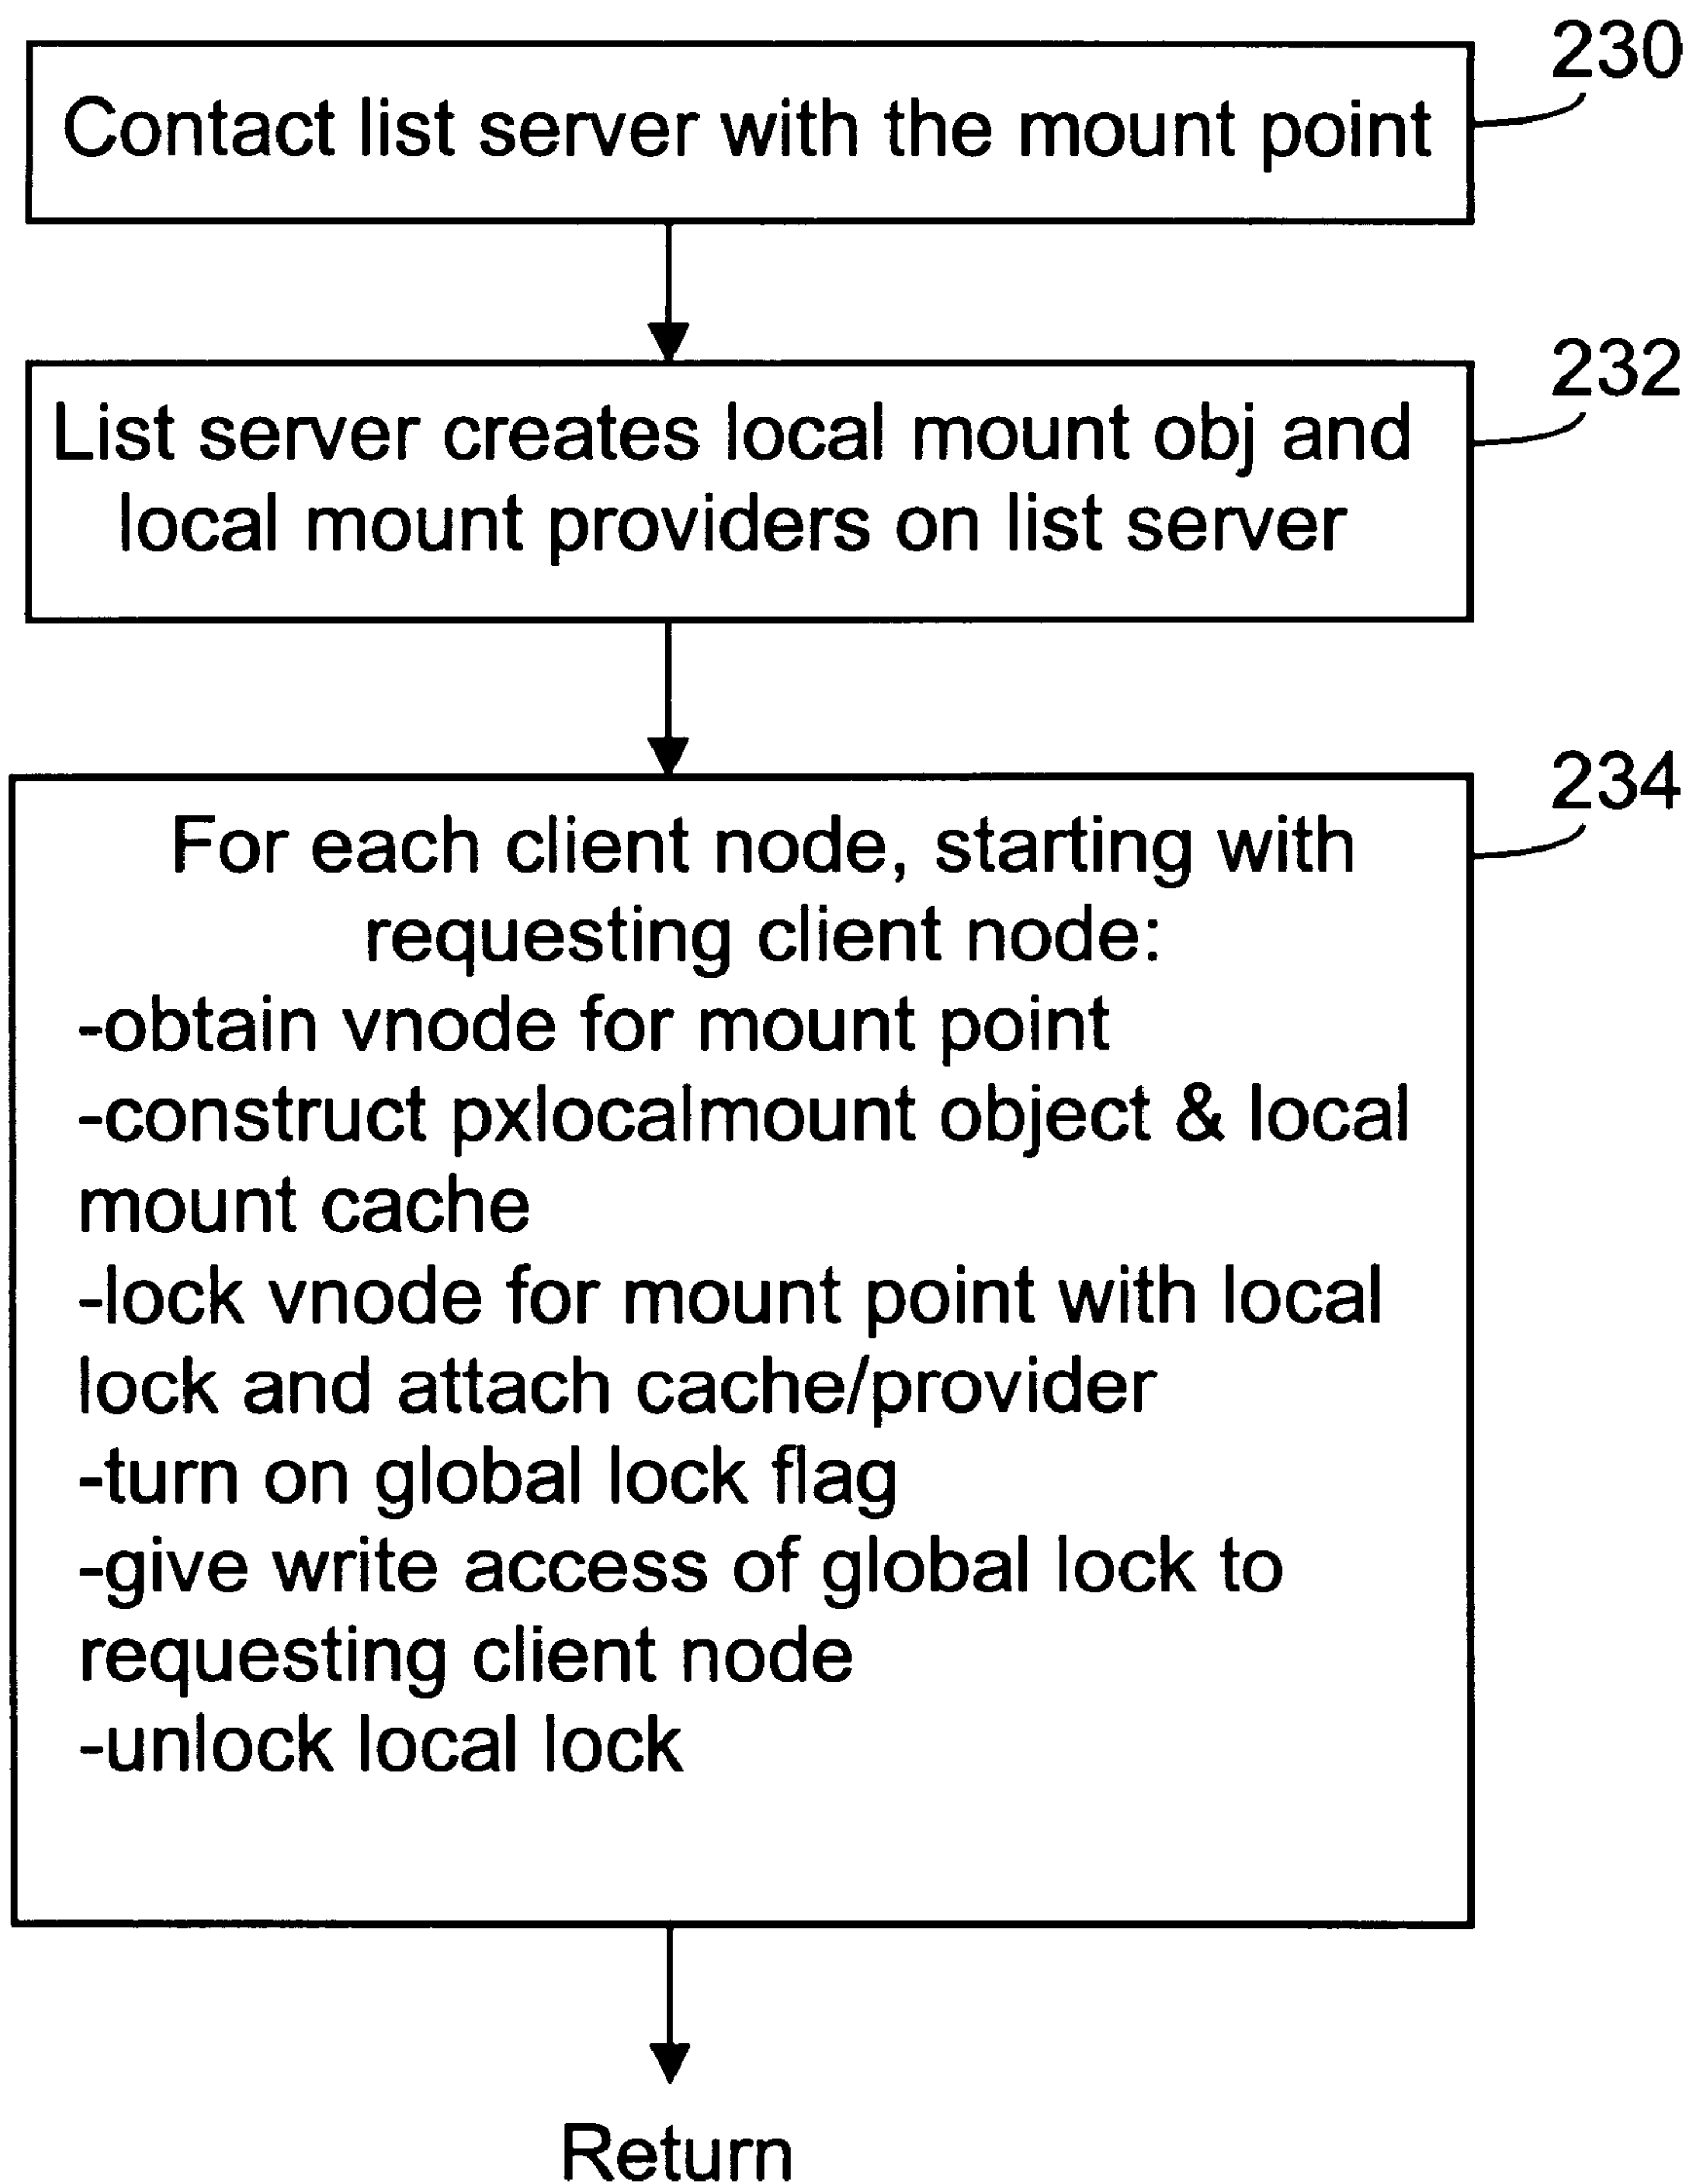 230
Contact list server with the mount point
232
List server creates local mount obj and
local mount providers on list server
234
For each client node, starting with
requesting client node:
-obtain vnode for mount point
-construct pxlocalmount object & local
mount cache
-lock vnode for mount point with local
lock and attach cache/provider
-turn on global lock flag
-give write access of global lock to
requesting client node
-unlock local lock
Return